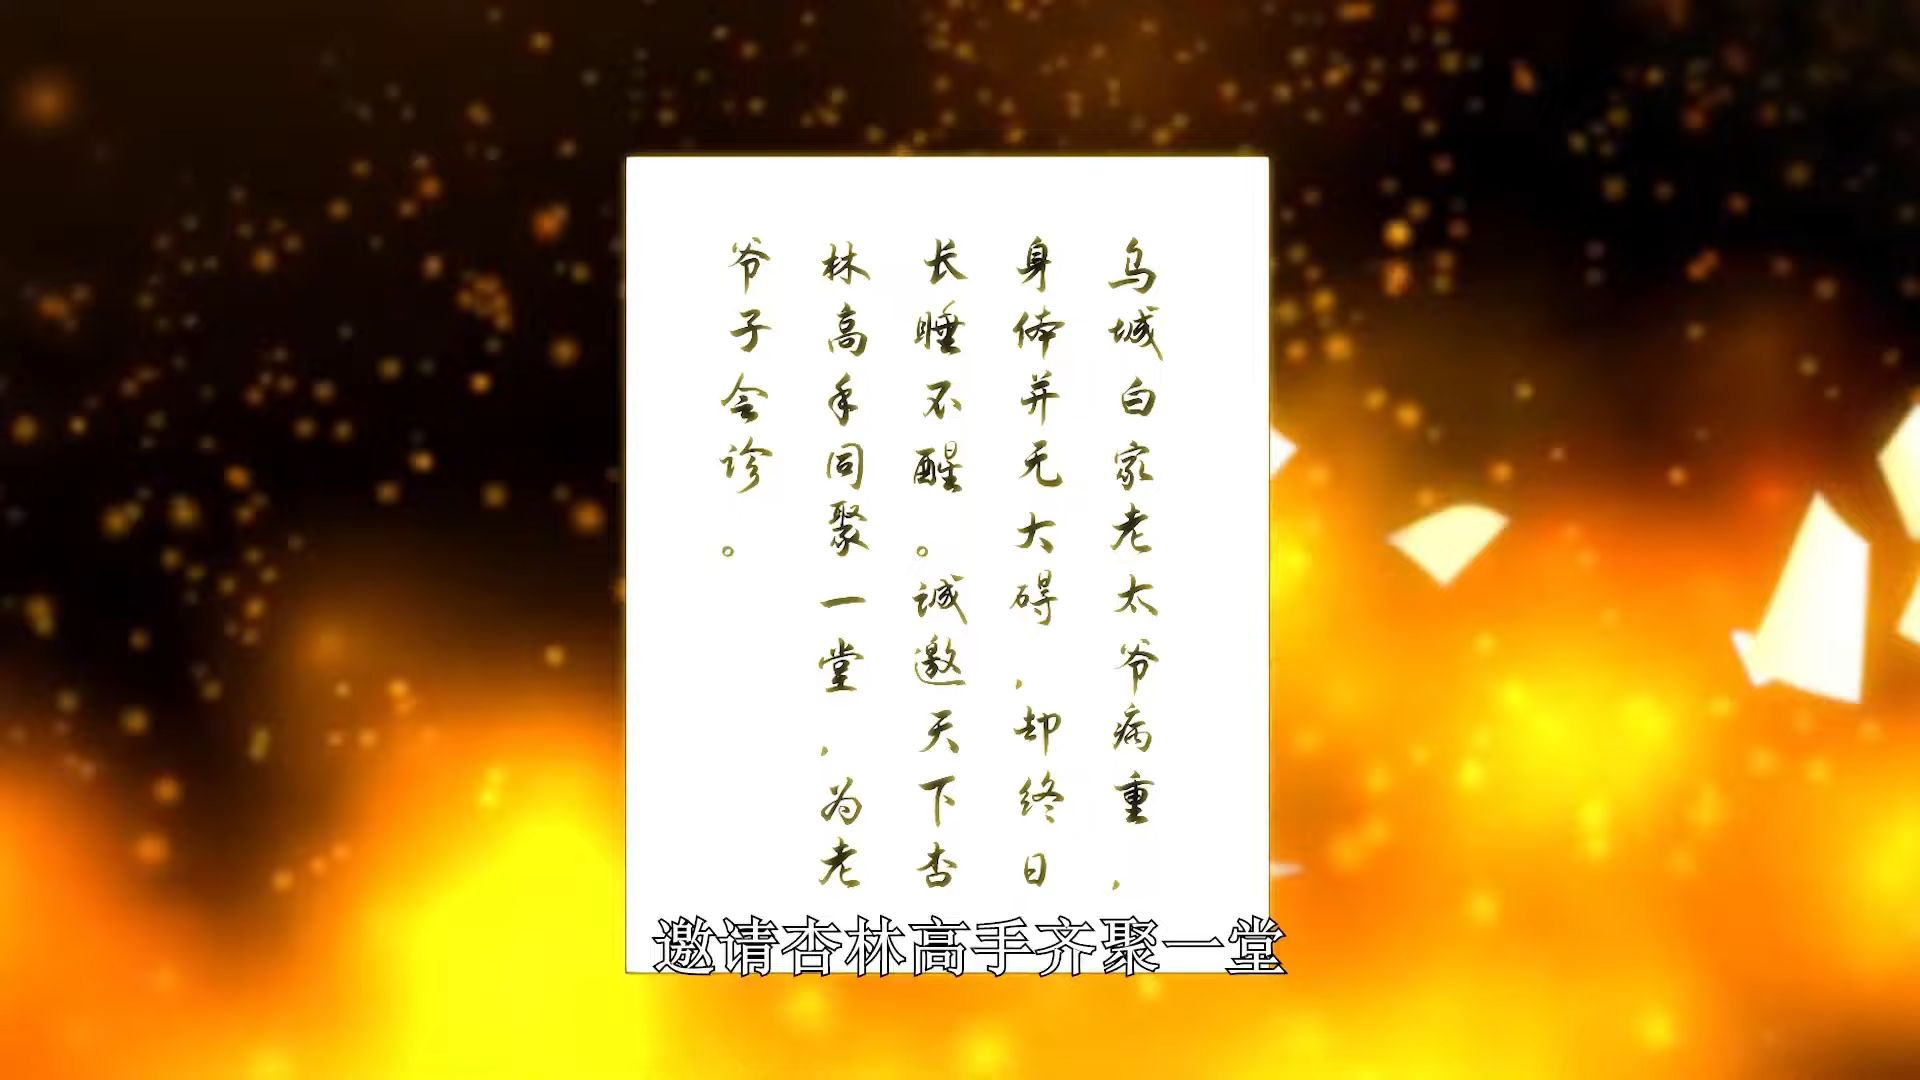 乌城白家老太爷病重，
身体并无大碍，却终日
长睡不醒。诚邀天下杏
林高手同聚一堂，为老
爷子会诊。
邀请杏林高手齐聚一堂